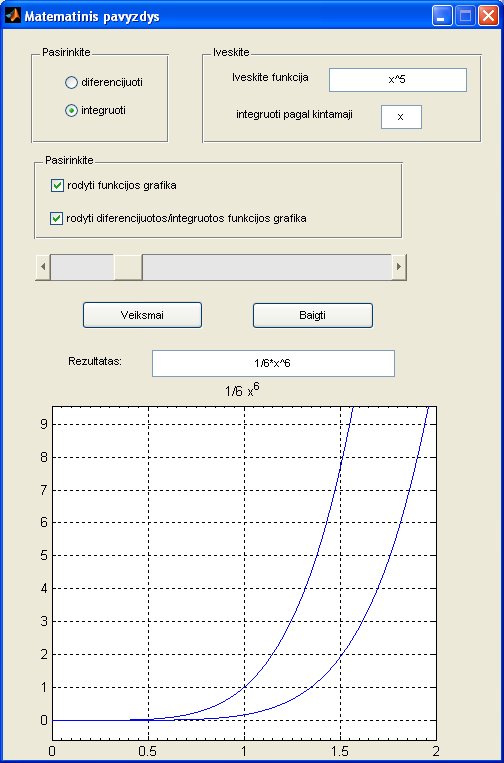 Matematinis pavyzdys
Pasirinkite
diferencijuoti
integruoti
Iveskite
Iveskite funkcija x^5
integruoti pagal kintamaji x
Pasirinkite
rodyti funkcijos grafika
rodyti diferencijuotos/integruotos funkcijos grafika
Veiksmai Baigti
Rezultatas: 1/6*x^6
1/6 x^6
9
8
7
6
5
4
3
2
1
0
0 0.5 1 1.5 2